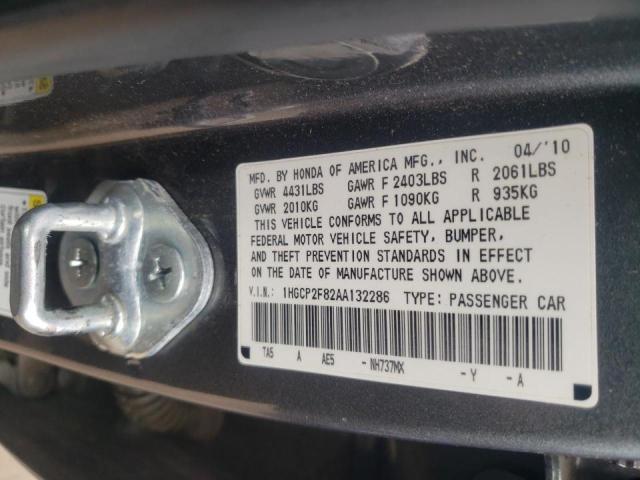 MFD. BY HONDA OF AMERICA MFG., INC. 04/'10
GVWR 4431LBS GAWR F 2403LBS R 2061LBS
GVWR 2010KG GAWR F 1090KG R 935KG
THIS VEHICLE CONFORMS TO ALL APPLICABLE
FEDERAL MOTOR VEHICLE SAFETY, BUMPER,
AND THEFT PREVENTION STANDARDS IN EFFECT
ON THE DATE OF MANUFACTURE SHOWN ABOVE.
V.I.N.: 1HGCP2F82AA132286 TYPE: PASSENGER CAR
TA5 A AE5 - NH737MX - Y - A